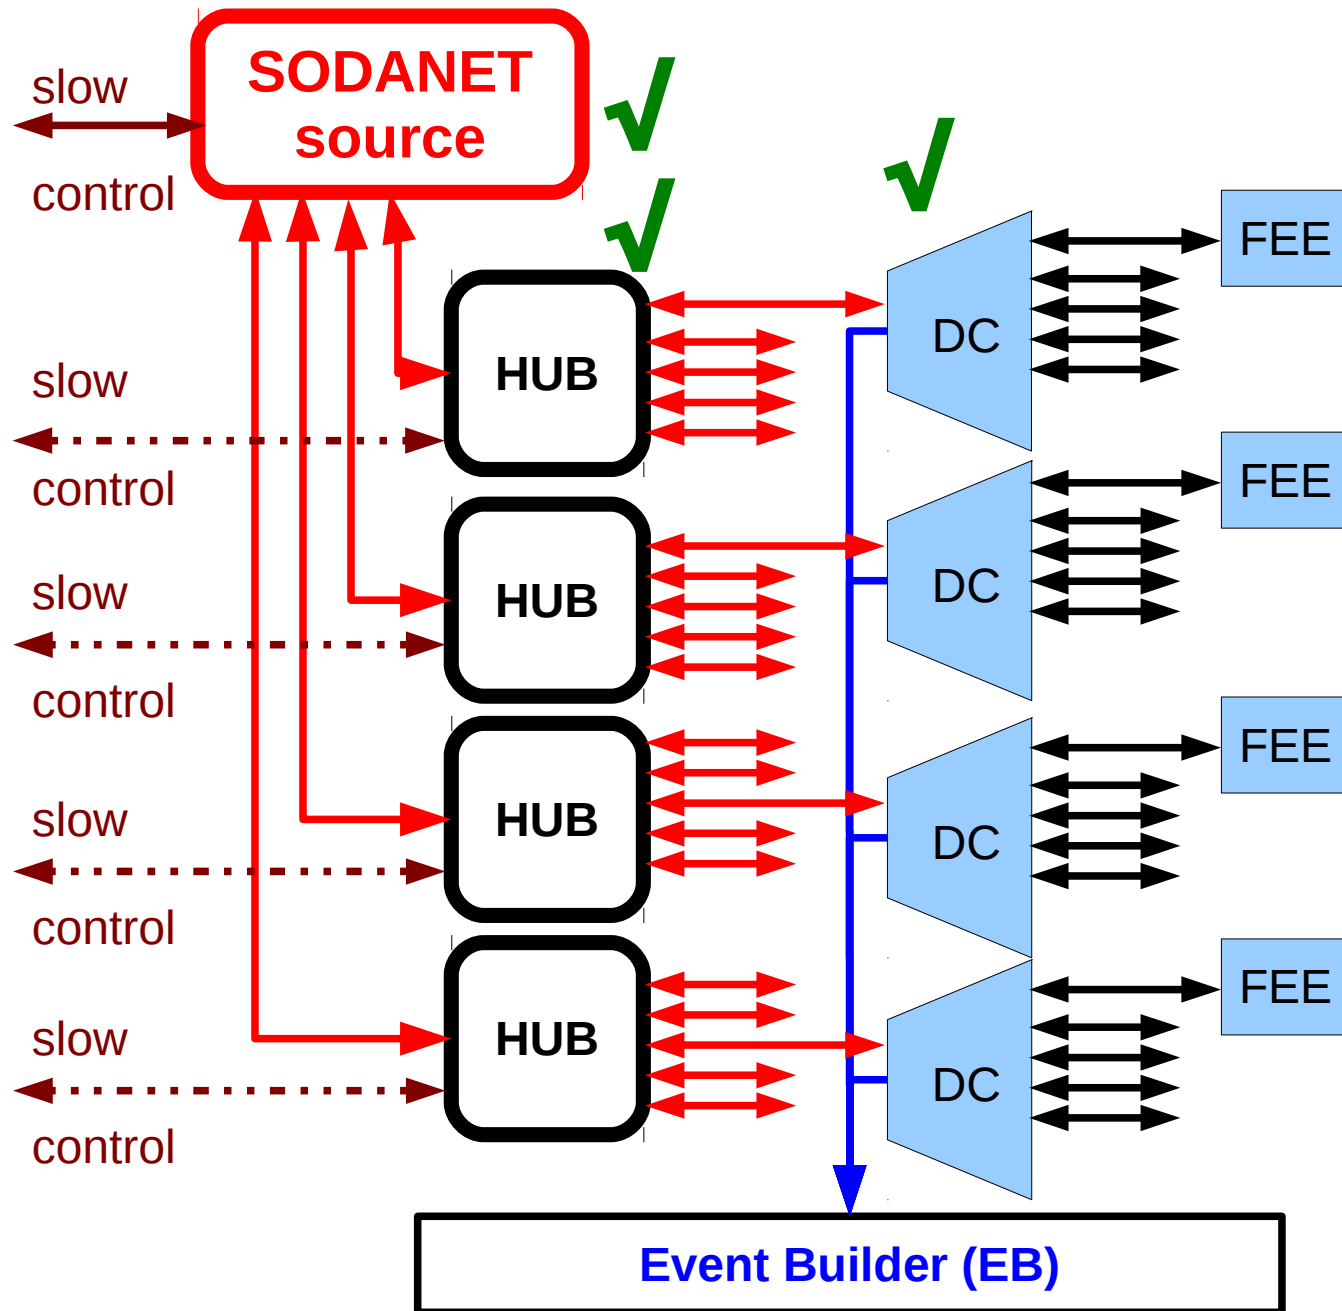 SODANET
source
slow
control
FEE
DC
HUB
slow
control
FEE
DC
HUB
slow
control
FEE
DC
HUB
slow
control
FEE
DC
HUB
slow
control
Event Builder (EB)